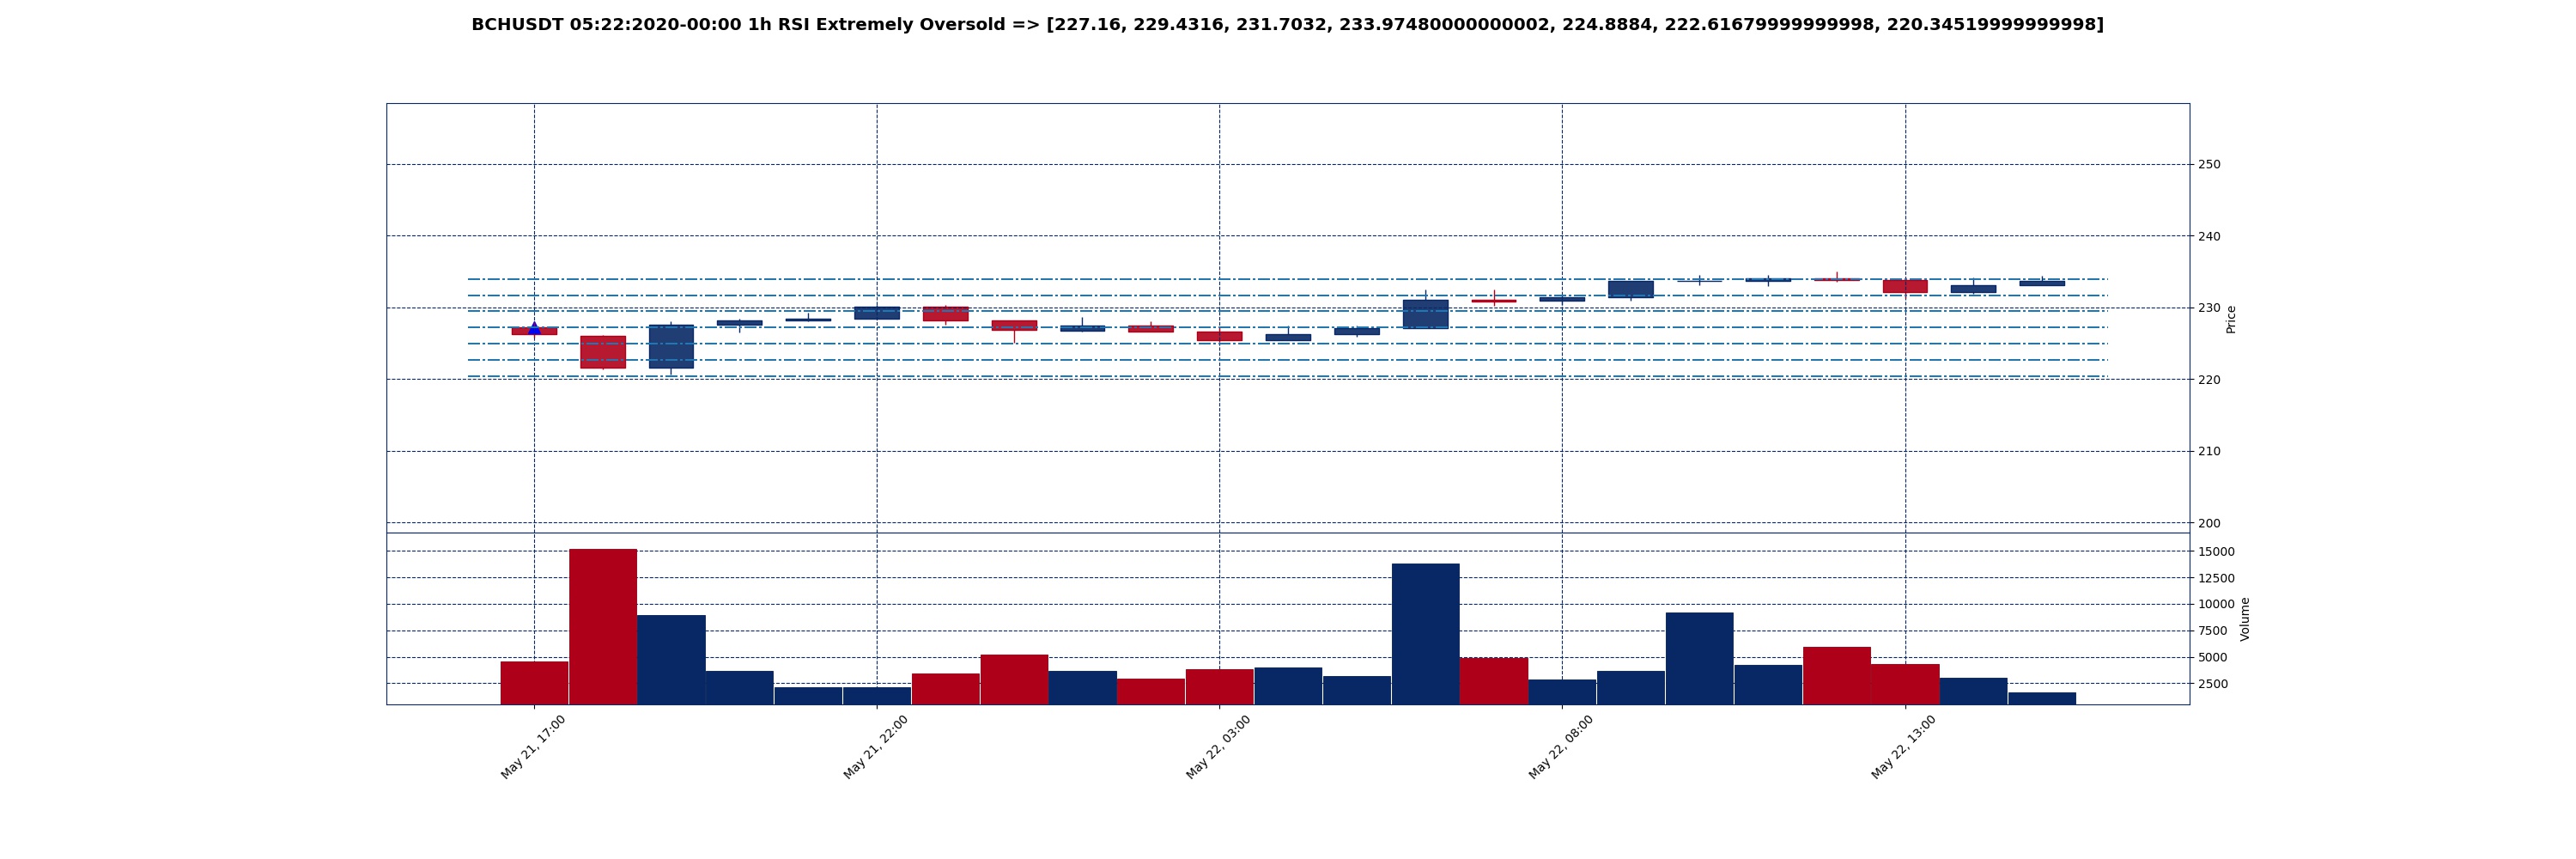 BCHUSDT 05:22:2020-00:00 1h RSI Extremely Oversold => [227.16, 229.4316, 231.7032, 233.97480000000002, 224.8884, 222.61679999999998, 220.34519999999998]
250
240
230
220
210
200
Price
15000
12500
10000
7500
5000
2500
Volume
May 21, 17:00
May 21, 22:00
May 22, 03:00
May 22, 08:00
May 22, 13:00